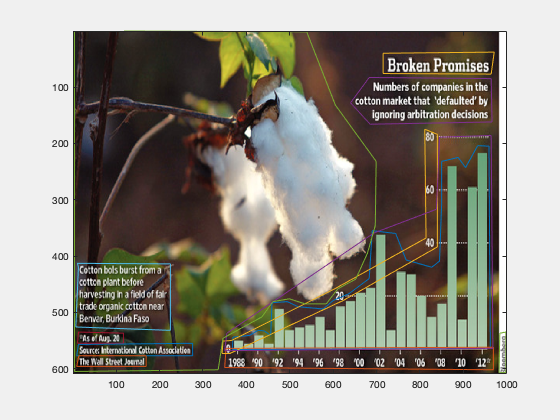 Broken Promises
Numbers of companies in the
cotton market that 'defaulted' by
ignoring arbitration decisions
80
60
40
20
0
1988 '90 '92 '94 '96 '98 '00 '02 '04 '06 '08 '10 '12*
Cotton bols burst from a
cotton plant before
harvesting in a field of fair
trade organic cotton near
Benvar, Burkina Faso
*As of Aug. 20
Source: International Cotton Association
The Wall Street Journal
100
200
300
400
500
600
100 200 300 400 500 600 700 800 900 1000